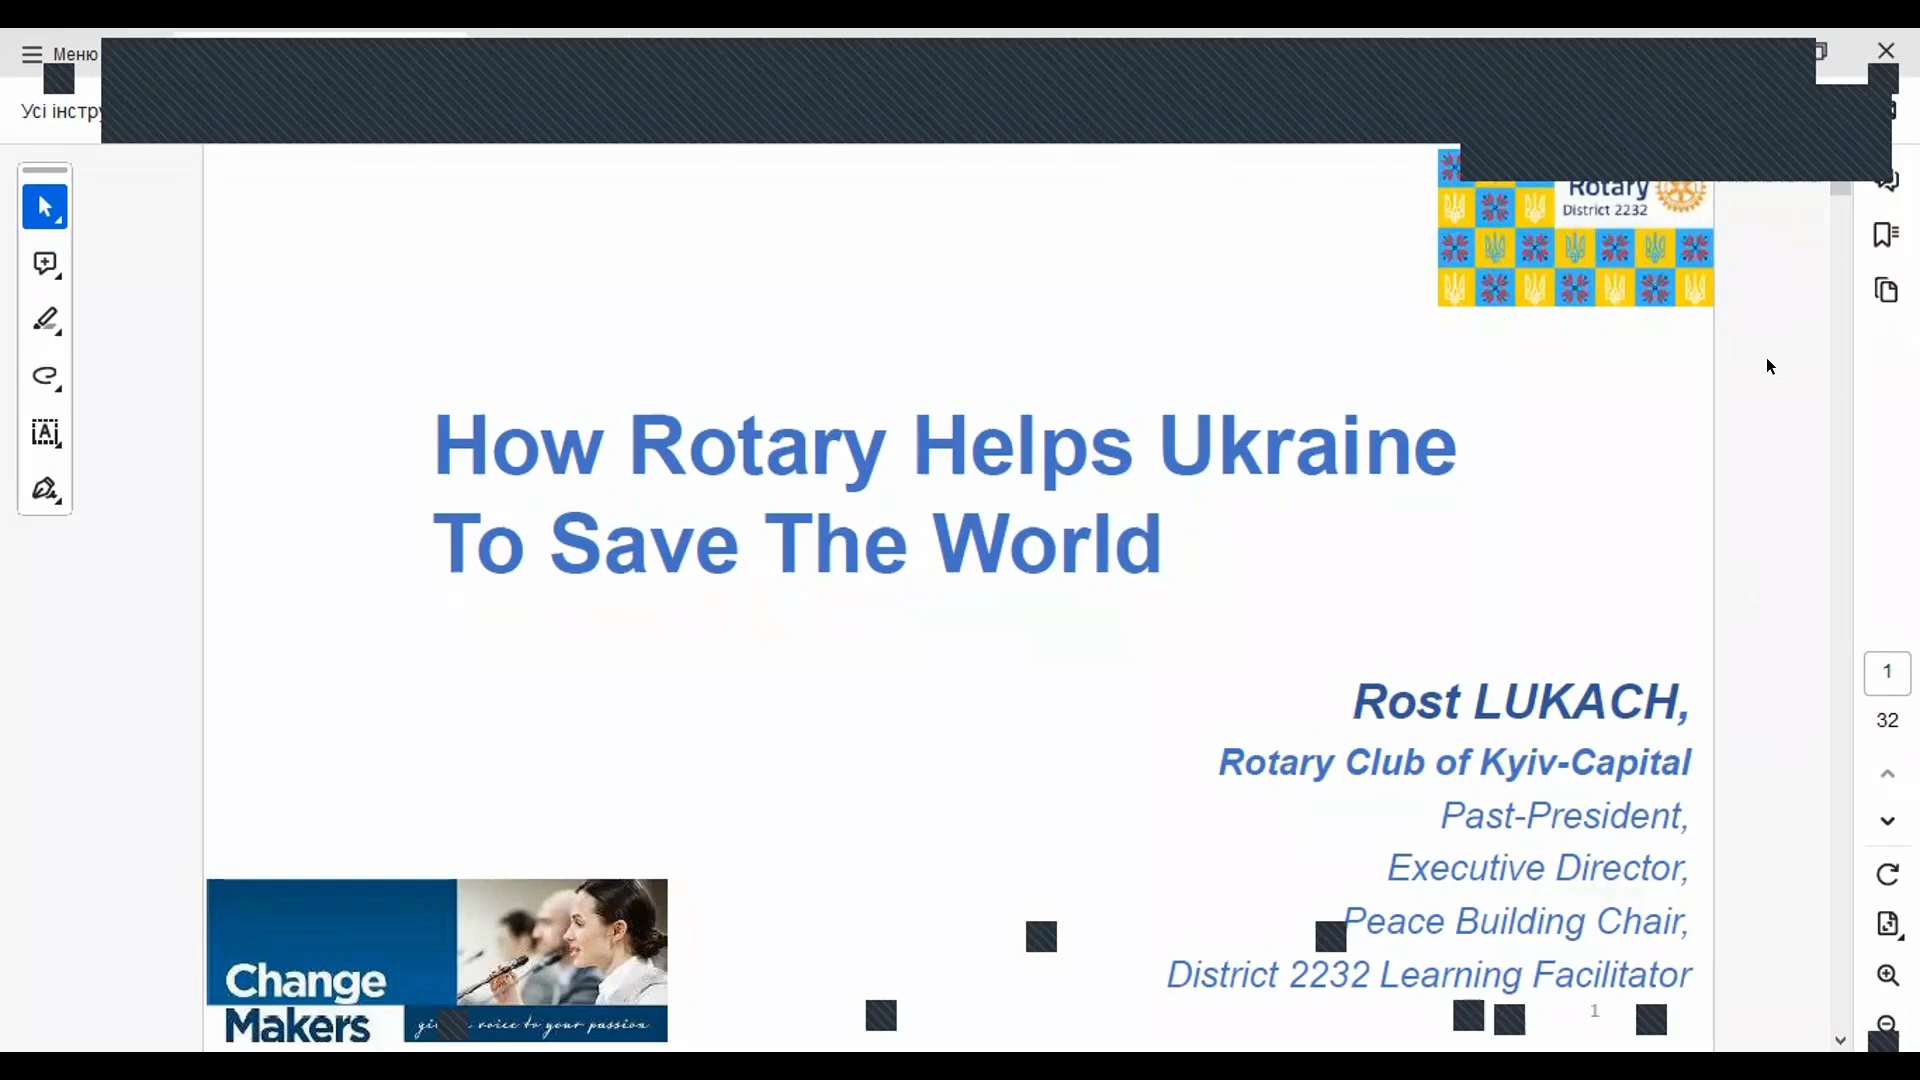 Меню
Усі
Rotary
District 2232
How Rotary Helps Ukraine
To Save The World
Rost LUKACH,
Rotary Club of Kyiv-Capital
Past-President,
Executive Director,
Peace Building Chair,
District 2232 Learning Facilitator
1
Change
Makers
voice to your passion
1
32